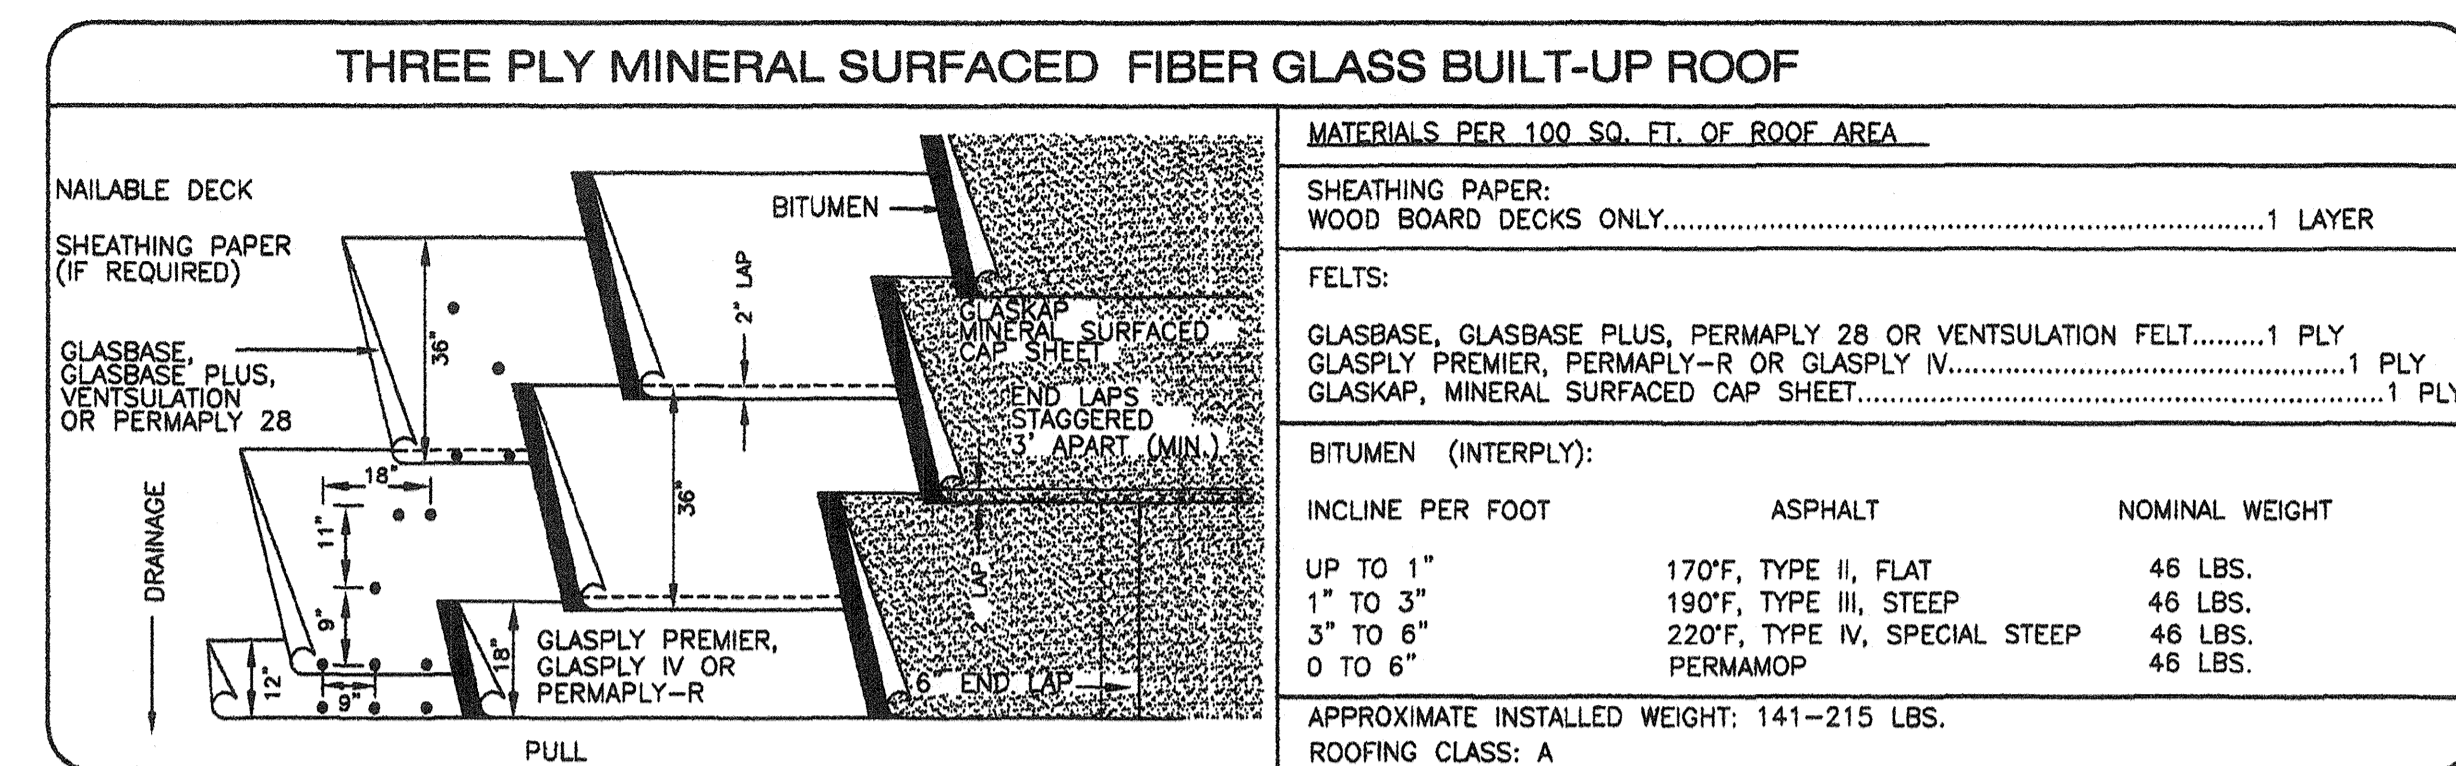 THREE PLY MINERAL SURFACED FIBER GLASS BUILT-UP ROOF
NAILABLE DECK
SHEATHING PAPER
(IF REQUIRED)
GLASBASE,
GLASBASE PLUS,
VENTSULATION
OR PERMAPLY 28
DRAINAGE
BITUMEN
2" LAP
36"
GLASKAP
MINERAL SURFACED
CAP SHEET
END LAPS
STAGGERED
3' APART (MIN.)
18"
11"
36"
9"
12"
9"
18"
GLASPLY PREMIER,
GLASPLY IV OR
PERMAPLY-R
2" LAP
6" END LAP
PULL
MATERIALS PER 100 SQ. FT. OF ROOF AREA
SHEATHING PAPER:
WOOD BOARD DECKS ONLY......................................................................1 LAYER
FELTS:
GLASBASE, GLASBASE PLUS, PERMAPLY 28 OR VENTSULATION FELT.........1 PLY
GLASPLY PREMIER, PERMAPLY-R OR GLASPLY IV..............................................1 PLY
GLASKAP, MINERAL SURFACED CAP SHEET............................................................1 PLY
BITUMEN (INTERPLY):
INCLINE PER FOOT ASPHALT NOMINAL WEIGHT
UP TO 1" 170°F, TYPE II, FLAT 46 LBS.
1" TO 3" 190°F, TYPE III, STEEP 46 LBS.
3" TO 6" 220°F, TYPE IV, SPECIAL STEEP 46 LBS.
0 TO 6" PERMAMOP 46 LBS.
APPROXIMATE INSTALLED WEIGHT: 141-215 LBS.
ROOFING CLASS: A